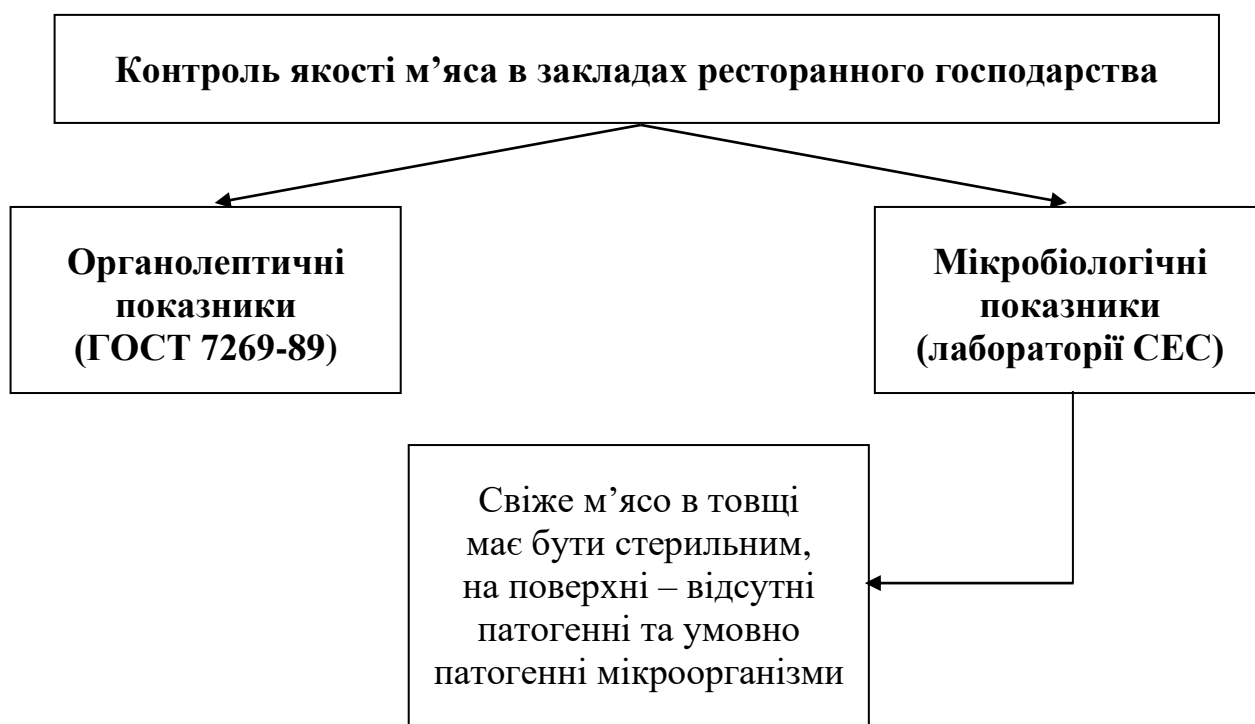 Контроль якості м’яса в закладах ресторанного господарства
Органолептичні
показники
(ГОСТ 7269-89)
Мікробіологічні
показники
(лабораторії СЕС)
Свіже м’ясо в товщі
має бути стерильним,
на поверхні – відсутні
патогенні та умовно
патогенні мікроорганізми